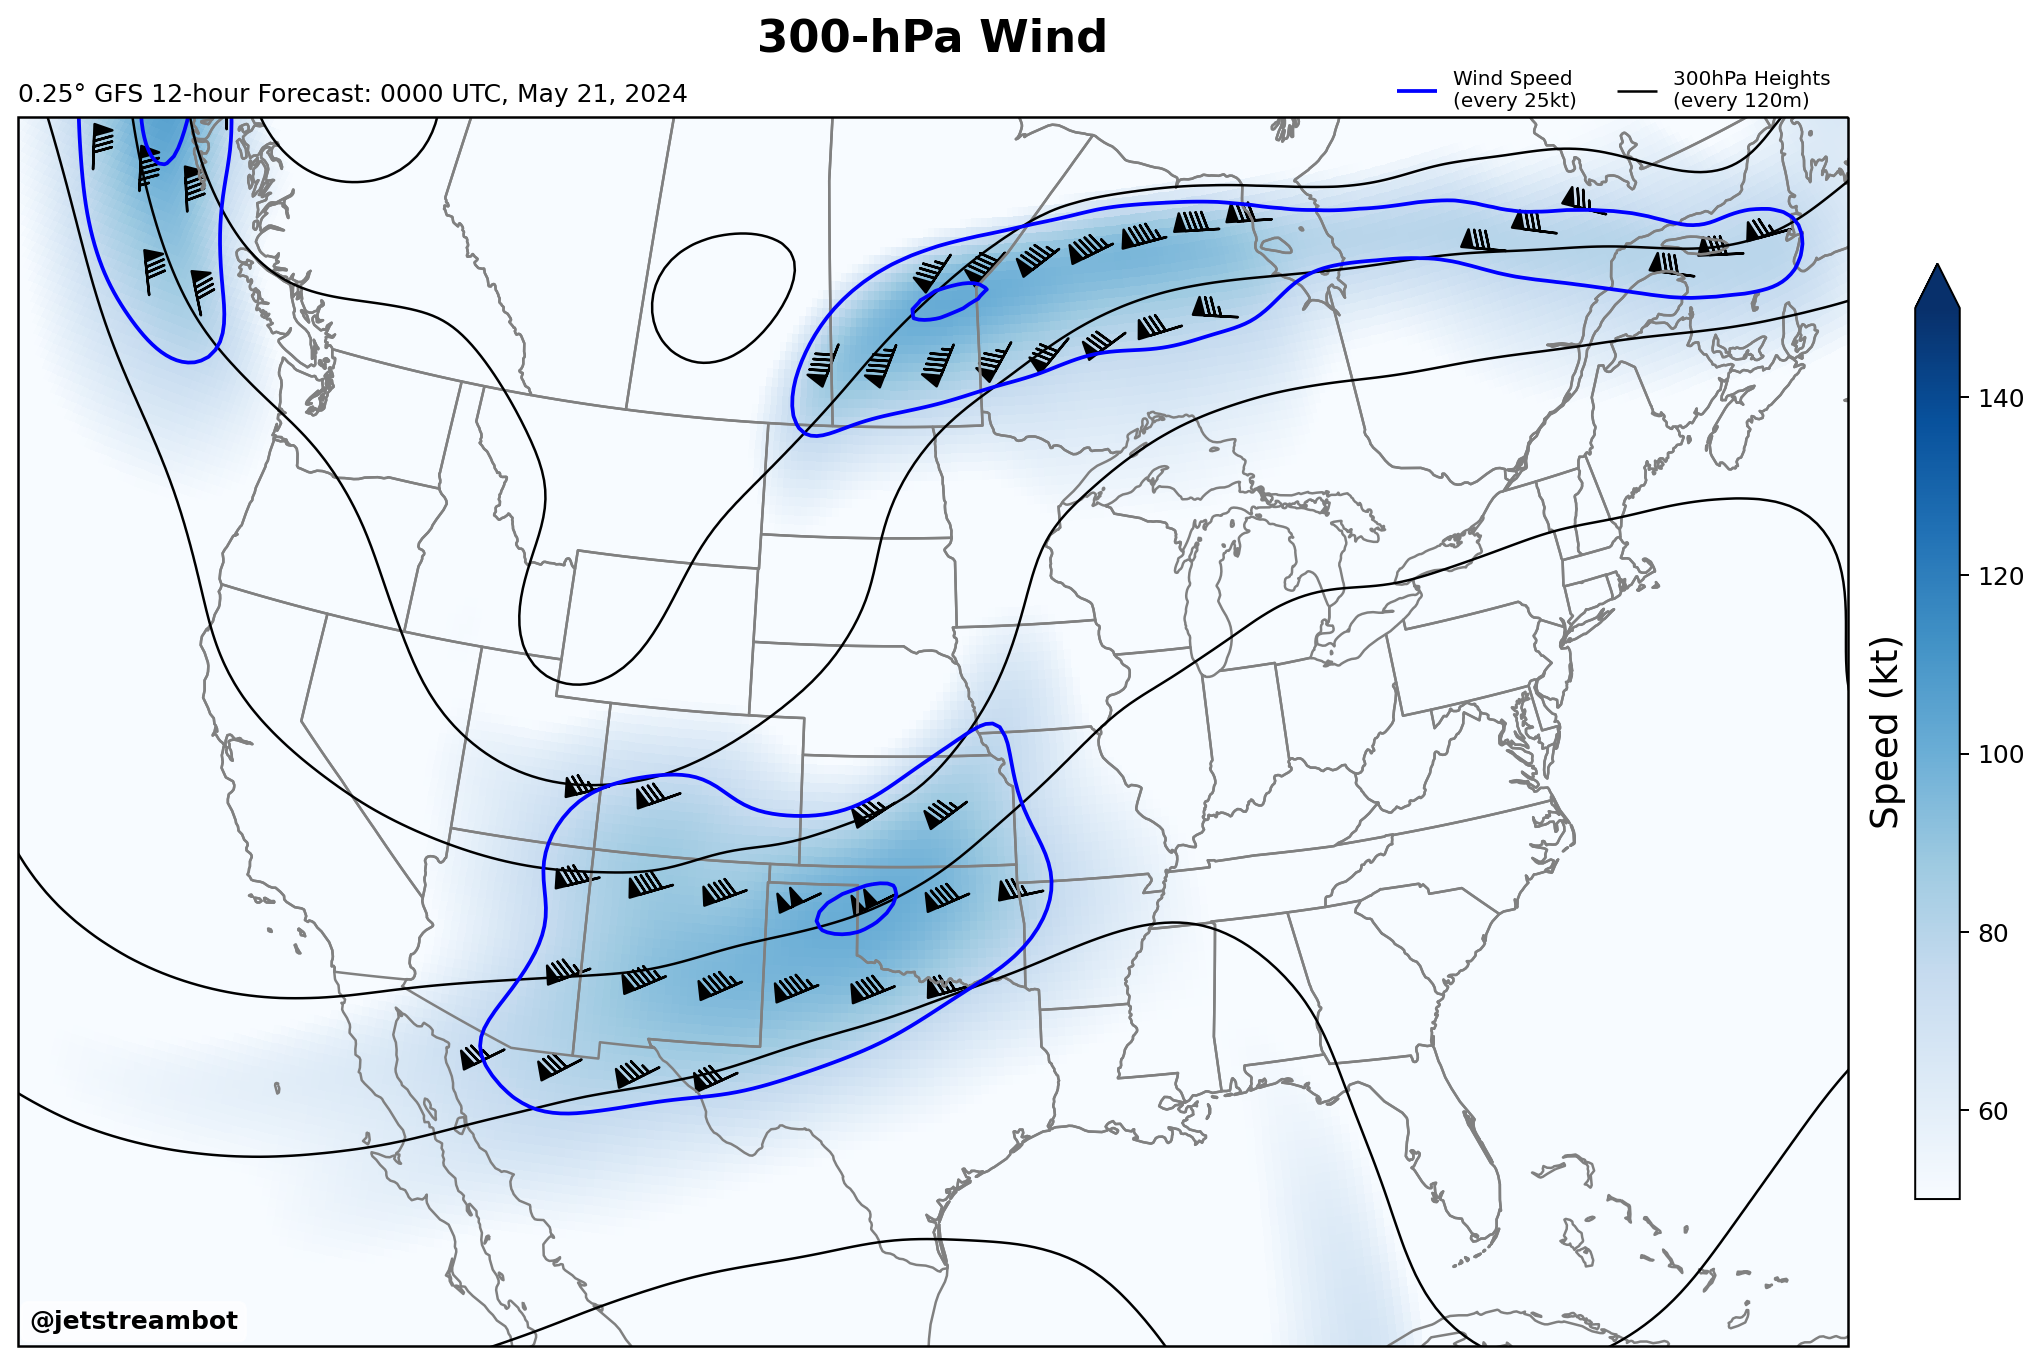 300-hPa Wind
0.25° GFS 12-hour Forecast: 0000 UTC, May 21, 2024
Wind Speed
(every 25kt)
300hPa Heights
(every 120m)
140
120
100
80
60
Speed (kt)
@jetstreambot